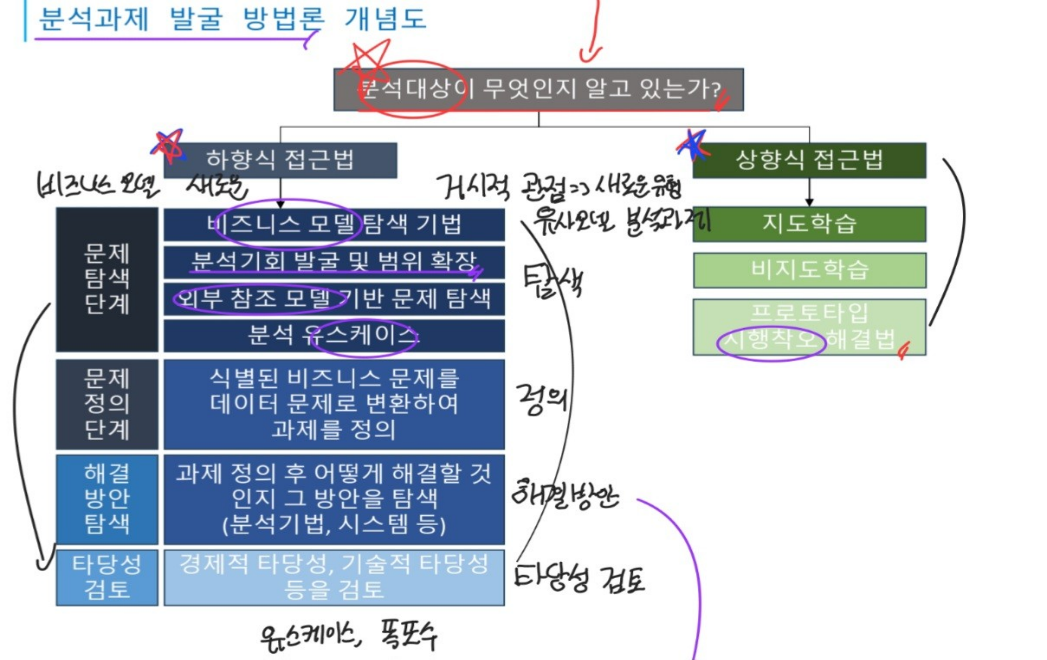 분석과제 발굴 방법론 개념도
분석대상이 무엇인지 알고 있는가?
하향식 접근법
상향식 접근법
비즈니스 모델 새로운
거시적 관점=> 새로운유형
유사모델 분석과제
문제
탐색
단계
비즈니스 모델 탐색 기법
분석기회 발굴 및 범위 확장
외부 참조 모델 기반 문제 탐색
분석 유스케이스
탐색
지도학습
비지도학습
프로토타입
시행착오 해결법
문제
정의
단계
식별된 비즈니스 문제를
데이터 문제로 변환하여
과제를 정의
정의
해결
방안
탐색
과제 정의 후 어떻게 해결할 것
인지 그 방안을 탐색
(분석기법, 시스템 등)
해결방안
타당성
검토
경제적 타당성, 기술적 타당성
등을 검토
타당성 검토
유스케이스, 폭포수